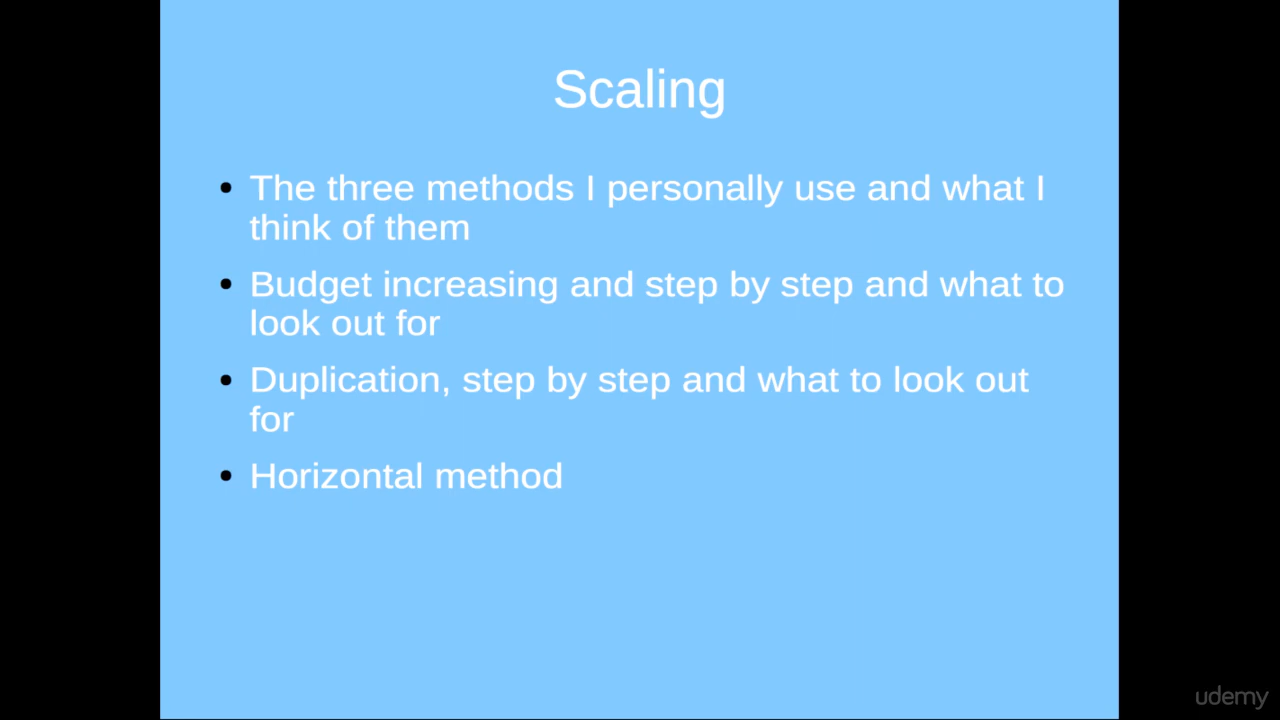 Scaling
• The three methods I personally use and what I
think of them
• Budget increasing and step by step and what to
look out for
• Duplication, step by step and what to look out
for
• Horizontal method
udemy